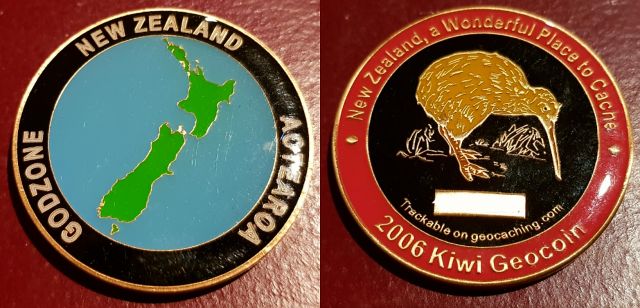 NEW ZEALAND
AOTEAROA
GODZONE
New Zealand, a Wonderful Place to Cache
Trackable on geocaching.com
2006 Kiwi Geocoin